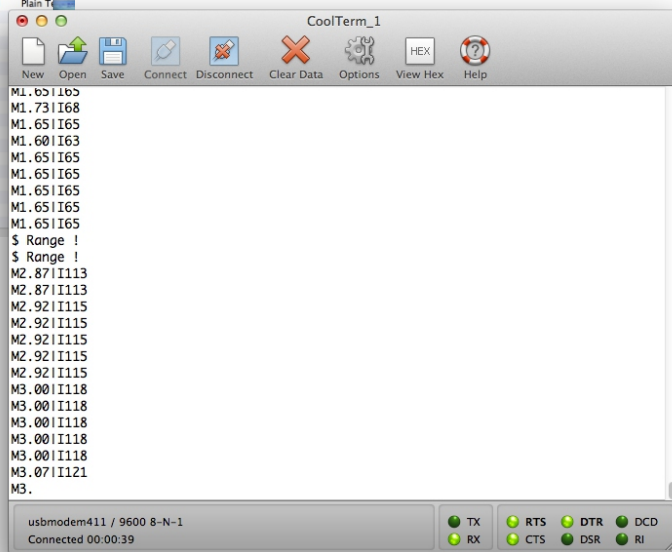 Plain T
CoolTerm_1
New Open Save Connect Disconnect Clear Data Options View Hex Help
HEX
M1.65|I65
M1.73|I68
M1.65|I65
M1.60|I63
M1.65|I65
M1.65|I65
M1.65|I65
M1.65|I65
M1.65|I65
$ Range !
$ Range !
M2.87|I113
M2.87|I113
M2.92|I115
M2.92|I115
M2.92|I115
M2.92|I115
M2.92|I115
M3.00|I118
M3.00|I118
M3.00|I118
M3.00|I118
M3.00|I118
M3.07|I121
M3.
usbmodem411 / 9600 8-N-1
Connected 00:00:39
TX RTS DTR DCD
RX CTS DSR RI